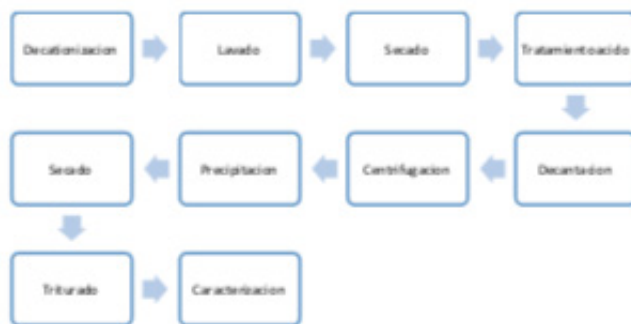 Decationizacion
Lavado
Secado
Tratamientoacido
Decantacion
Centrifugacion
Precipitacion
Secado
Triturado
Caracterizacion